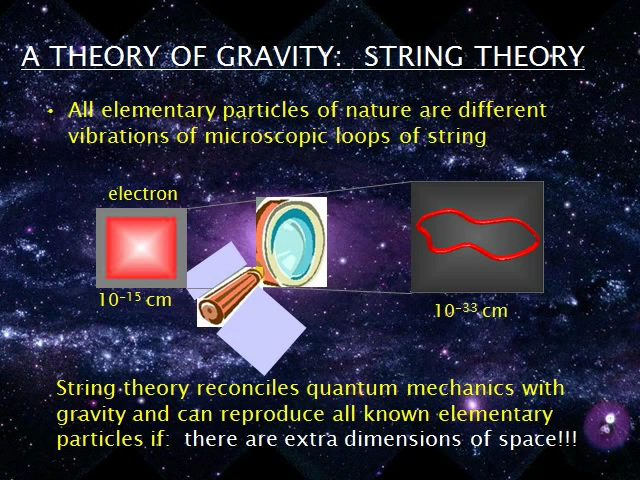 A THEORY OF GRAVITY:  STRING THEORY
• All elementary particles of nature are different
vibrations of microscopic loops of string
electron
10⁻¹⁵ cm
10⁻³³ cm
String theory reconciles quantum mechanics with
gravity and can reproduce all known elementary
particles if:  there are extra dimensions of space!!!